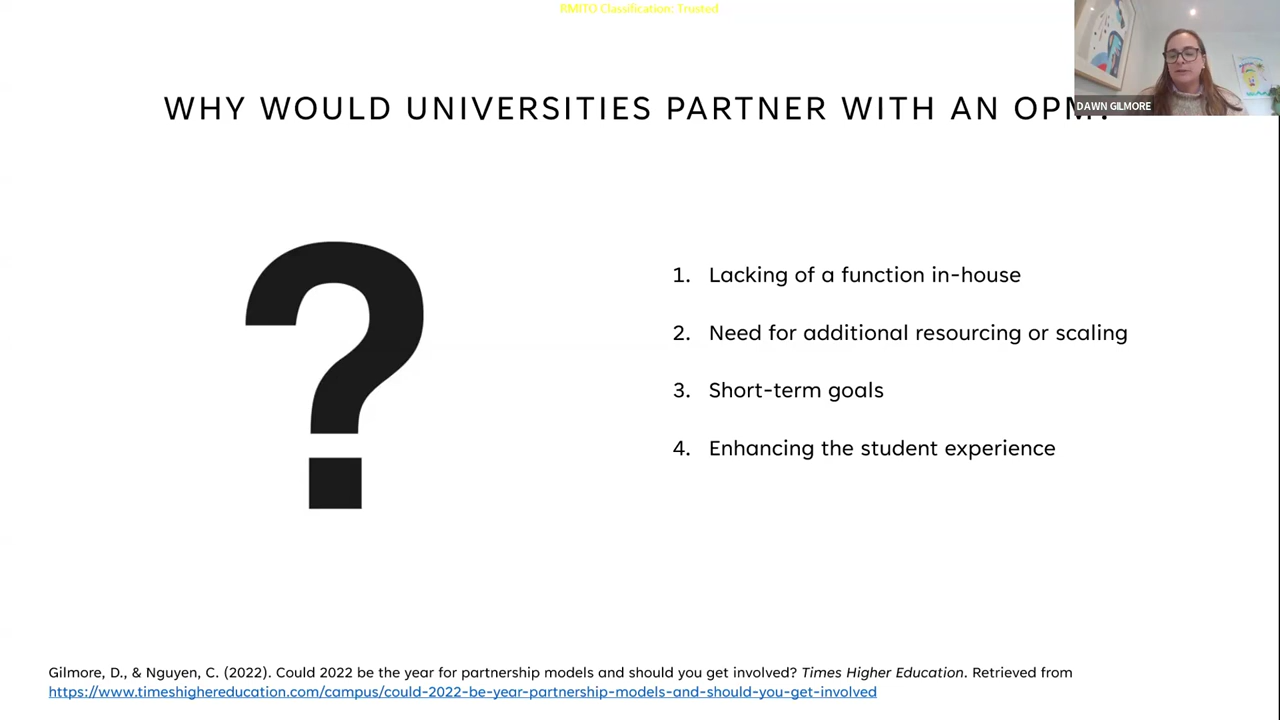 RMITO Classification: Trusted
DAWN GILMORE
WHY WOULD UNIVERSITIES PARTNER WITH AN OPM?
?
1. Lacking of a function in-house
2. Need for additional resourcing or scaling
3. Short-term goals
4. Enhancing the student experience
Gilmore, D., & Nguyen, C. (2022). Could 2022 be the year for partnership models and should you get involved? Times Higher Education. Retrieved from
https://www.timeshighereducation.com/campus/could-2022-be-year-partnership-models-and-should-you-get-involved